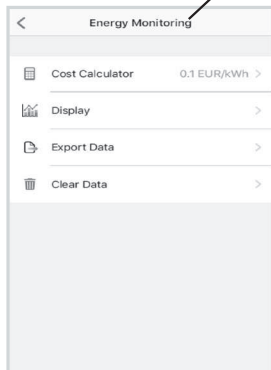 Energy Monitoring
Cost Calculator 0.1 EUR/kWh
Display
Export Data
Clear Data